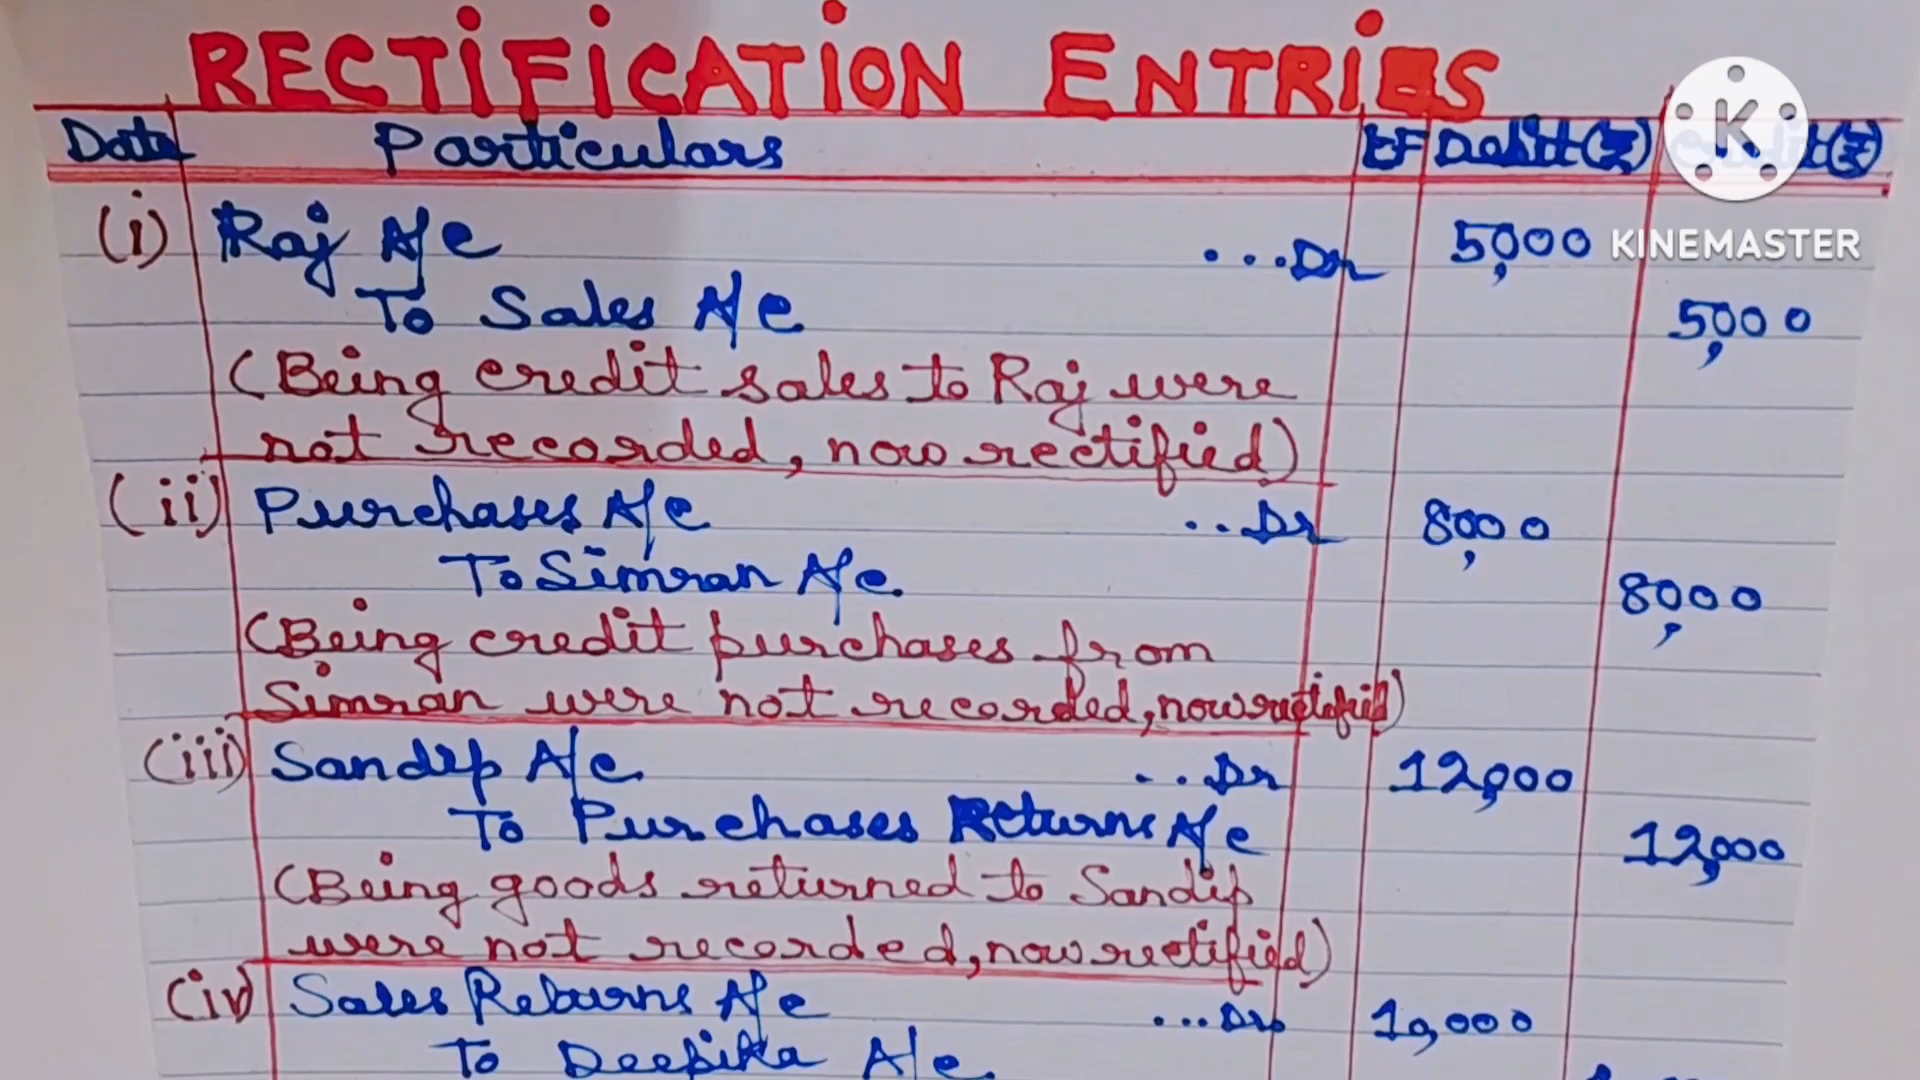 RECTiFiCATiON ENTRiES
Date Particulars LF Debit(₹) Credit(₹)
K
KINEMASTER
(i) Raj A/c ...Dr 5,000
To Sales A/c 5,000
(Being credit sales to Raj were
not recorded, now rectified)
(ii) Purchases A/c ..Dr 8,000
To Simran A/c. 8,000
(Being credit purchases from
Simran were not recorded, now rectified)
(iii) Sandip A/c ..Dr 12,000
To Purchases Returns A/c 12,000
(Being goods returned to Sandip
were not recorded, now rectified)
(iv) Sales Returns A/c ...Dr 10,000
To Deepika A/c.